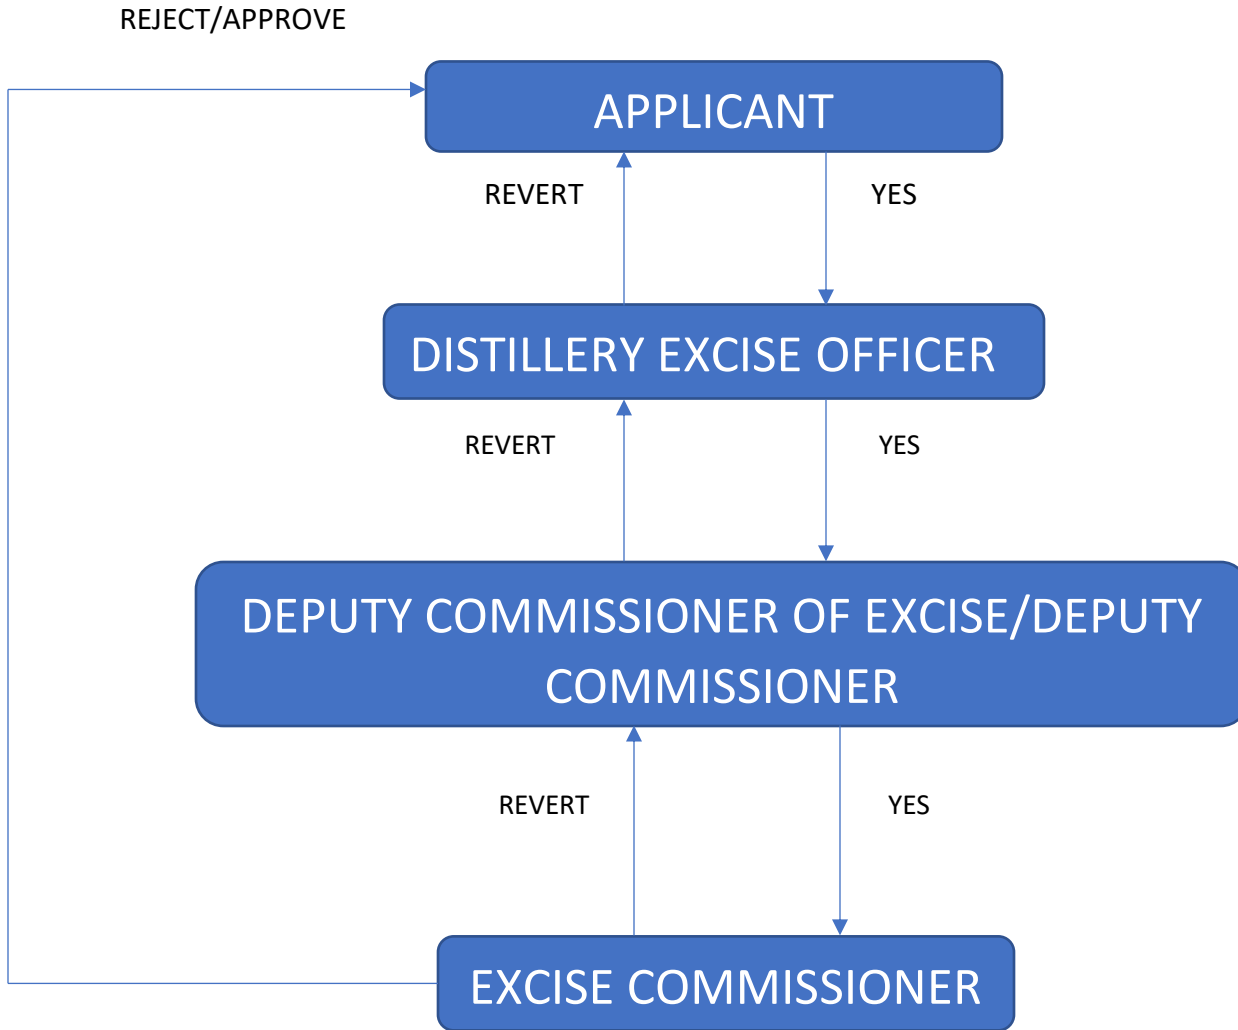 REJECT/APPROVE
APPLICANT
REVERT
YES
DISTILLERY EXCISE OFFICER
REVERT
YES
DEPUTY COMMISSIONER OF EXCISE/DEPUTY
COMMISSIONER
REVERT
YES
EXCISE COMMISSIONER